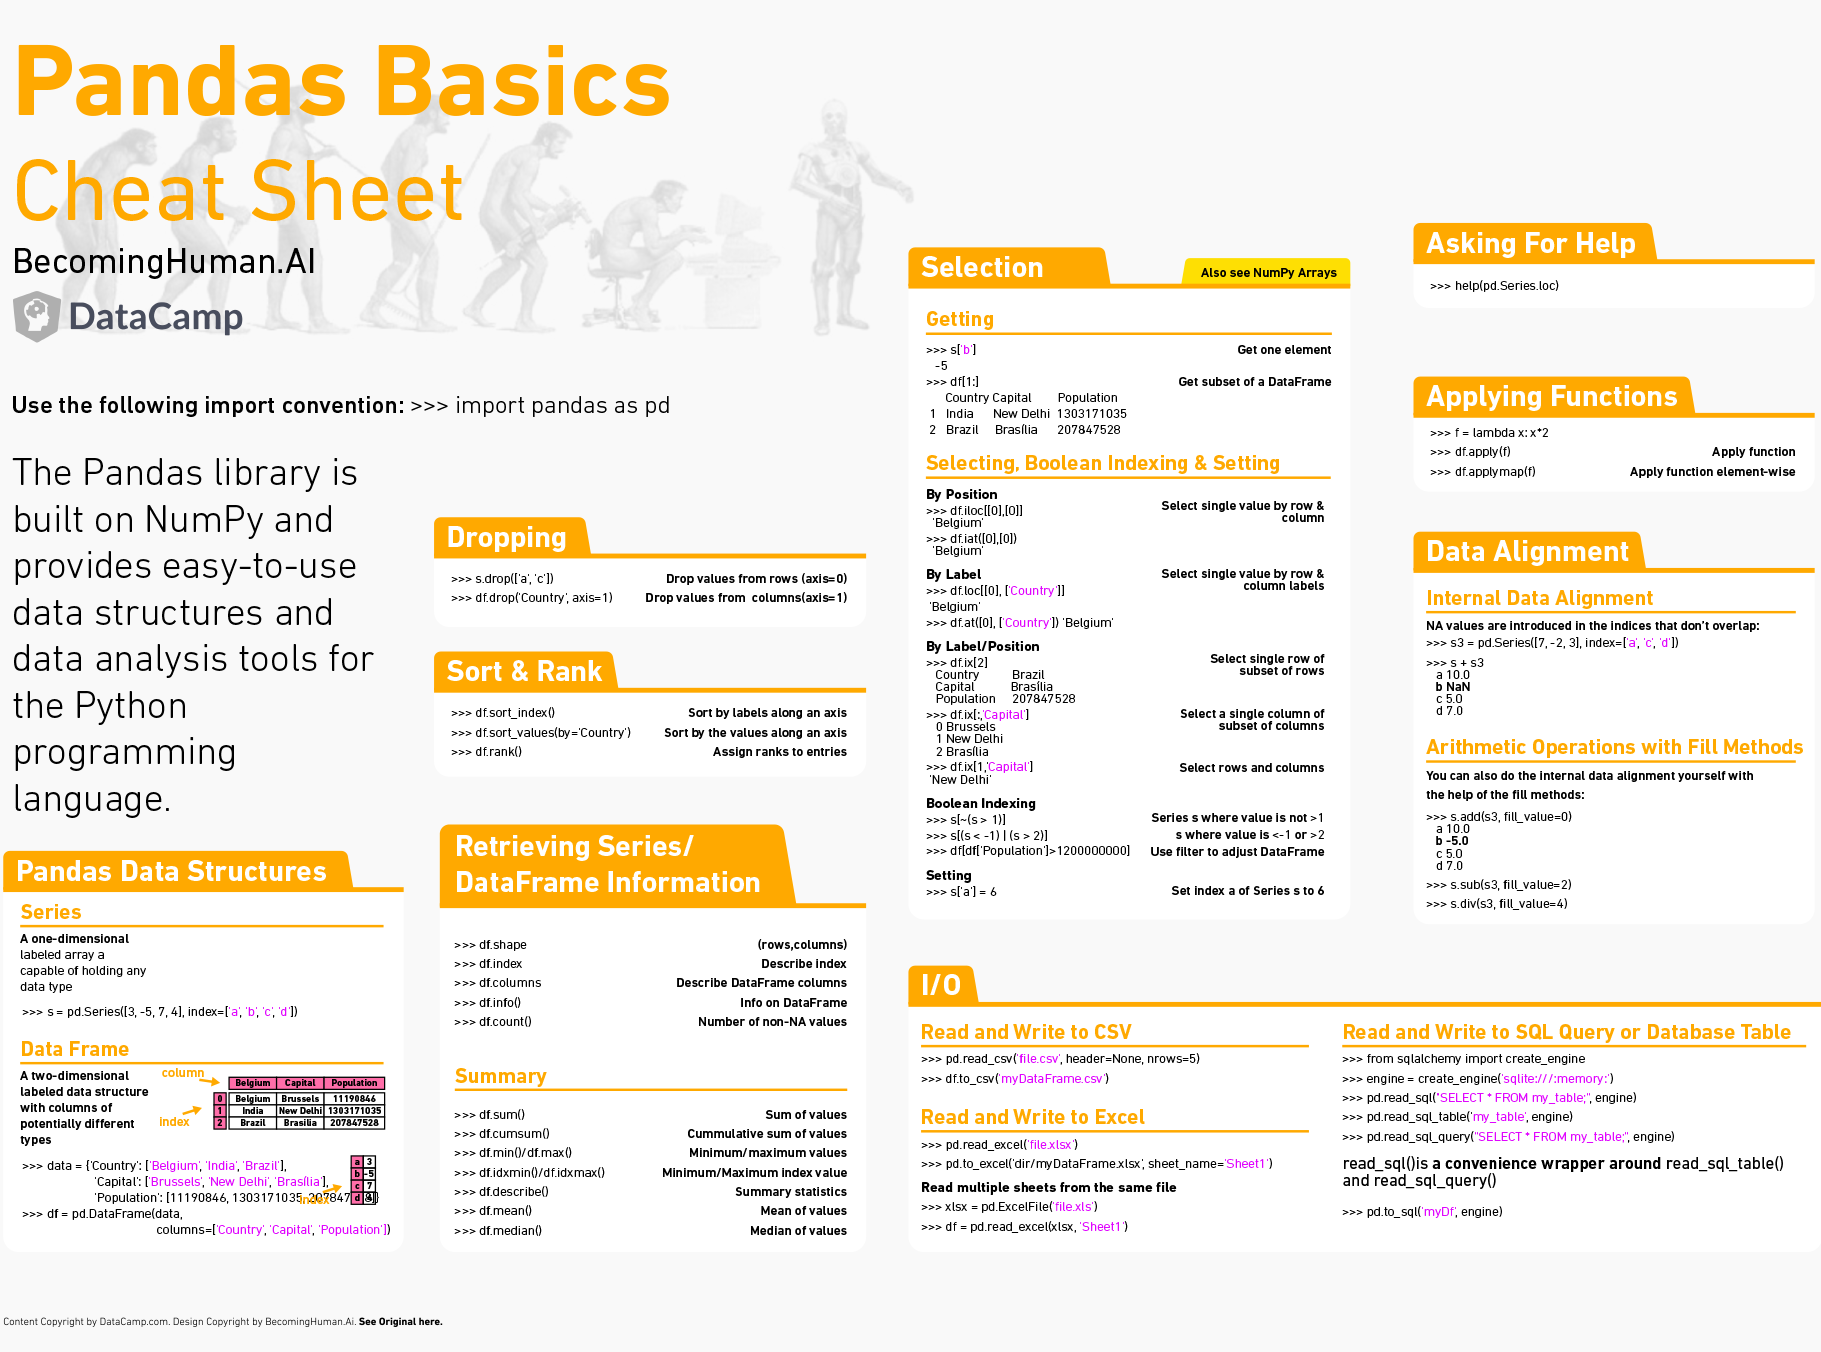 Pandas Basics
Cheat Sheet
BecomingHuman.AI
DataCamp
Use the following import convention: >>> import pandas as pd
The Pandas library is
built on NumPy and
provides easy-to-use
data structures and
data analysis tools for
the Python
programming
language.
Pandas Data Structures
Series
A one-dimensional
labeled array a
capable of holding any
data type
>>> s = pd.Series([3, -5, 7, 4], index=['a', 'b', 'c', 'd'])
Data Frame
A two-dimensional
labeled data structure
with columns of
potentially different
types
column
index
Belgium Capital Population
0 Belgium Brussels 11190846
1 India New Delhi 1303171035
2 Brazil Brasilia 207847528
>>> data = {'Country': ['Belgium', 'India', 'Brazil'],
'Capital': ['Brussels', 'New Delhi', 'Brasília'],
'Population': [11190846, 1303171035, 207847528]}
>>> df = pd.DataFrame(data,
columns=['Country', 'Capital', 'Population'])
index
a 3
b -5
c 7
d 4
Dropping
>>> s.drop(['a', 'c']) Drop values from rows (axis=0)
>>> df.drop('Country', axis=1) Drop values from columns(axis=1)
Sort & Rank
>>> df.sort_index() Sort by labels along an axis
>>> df.sort_values(by='Country') Sort by the values along an axis
>>> df.rank() Assign ranks to entries
Retrieving Series/
DataFrame Information
>>> df.shape (rows,columns)
>>> df.index Describe index
>>> df.columns Describe DataFrame columns
>>> df.info() Info on DataFrame
>>> df.count() Number of non-NA values
Summary
>>> df.sum() Sum of values
>>> df.cumsum() Cummulative sum of values
>>> df.min()/df.max() Minimum/maximum values
>>> df.idxmin()/df.idxmax() Minimum/Maximum index value
>>> df.describe() Summary statistics
>>> df.mean() Mean of values
>>> df.median() Median of values
Selection
Also see NumPy Arrays
Getting
>>> s['b'] Get one element
-5
>>> df[1:] Get subset of a DataFrame
Country Capital Population
1 India New Delhi 1303171035
2 Brazil Brasília 207847528
Selecting, Boolean Indexing & Setting
By Position
>>> df.iloc[[0],[0]] Select single value by row &
'Belgium' column
>>> df.iat([0],[0])
'Belgium'
By Label Select single value by row &
>>> df.loc[[0], ['Country']] column labels
'Belgium'
>>> df.at([0], ['Country']) 'Belgium'
By Label/Position
>>> df.ix[2] Select single row of
Country Brazil subset of rows
Capital Brasília
Population 207847528
>>> df.ix[:,'Capital'] Select a single column of
0 Brussels subset of columns
1 New Delhi
2 Brasília
>>> df.ix[1,'Capital'] Select rows and columns
'New Delhi'
Boolean Indexing
>>> s[~(s > 1)] Series s where value is not >1
>>> s[(s < -1) | (s > 2)] s where value is <-1 or >2
>>> df[df['Population']>1200000000] Use filter to adjust DataFrame
Setting
>>> s['a'] = 6 Set index a of Series s to 6
Asking For Help
>>> help(pd.Series.loc)
Applying Functions
>>> f = lambda x: x*2
>>> df.apply(f) Apply function
>>> df.applymap(f) Apply function element-wise
Data Alignment
Internal Data Alignment
NA values are introduced in the indices that don't overlap:
>>> s3 = pd.Series([7, -2, 3], index=['a', 'c', 'd'])
>>> s + s3
a 10.0
b NaN
c 5.0
d 7.0
Arithmetic Operations with Fill Methods
You can also do the internal data alignment yourself with
the help of the fill methods:
>>> s.add(s3, fill_value=0)
a 10.0
b -5.0
c 5.0
d 7.0
>>> s.sub(s3, fill_value=2)
>>> s.div(s3, fill_value=4)
I/O
Read and Write to CSV
>>> pd.read_csv('file.csv', header=None, nrows=5)
>>> df.to_csv('myDataFrame.csv')
Read and Write to Excel
>>> pd.read_excel('file.xlsx')
>>> pd.to_excel('dir/myDataFrame.xlsx', sheet_name='Sheet1')
Read multiple sheets from the same file
>>> xlsx = pd.ExcelFile('file.xls')
>>> df = pd.read_excel(xlsx, 'Sheet1')
Read and Write to SQL Query or Database Table
>>> from sqlalchemy import create_engine
>>> engine = create_engine('sqlite:///:memory:')
>>> pd.read_sql("SELECT * FROM my_table;", engine)
>>> pd.read_sql_table('my_table', engine)
>>> pd.read_sql_query("SELECT * FROM my_table;", engine)
read_sql()is a convenience wrapper around read_sql_table()
and read_sql_query()
>>> pd.to_sql('myDf', engine)
Content Copyright by DataCamp.com. Design Copyright by BecomingHuman.Ai. See Original here.